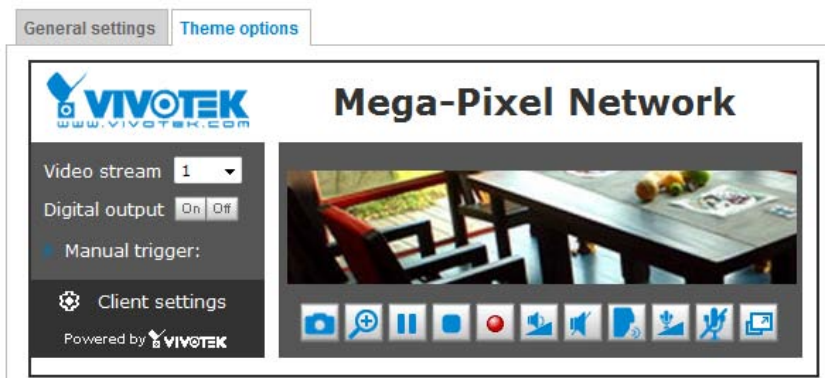 General settings
Theme options
VIVOTEK
www.vivotek.com
Mega-Pixel Network
Video stream 1
Digital output On Off
Manual trigger:
Client settings
Powered by VIVOTEK